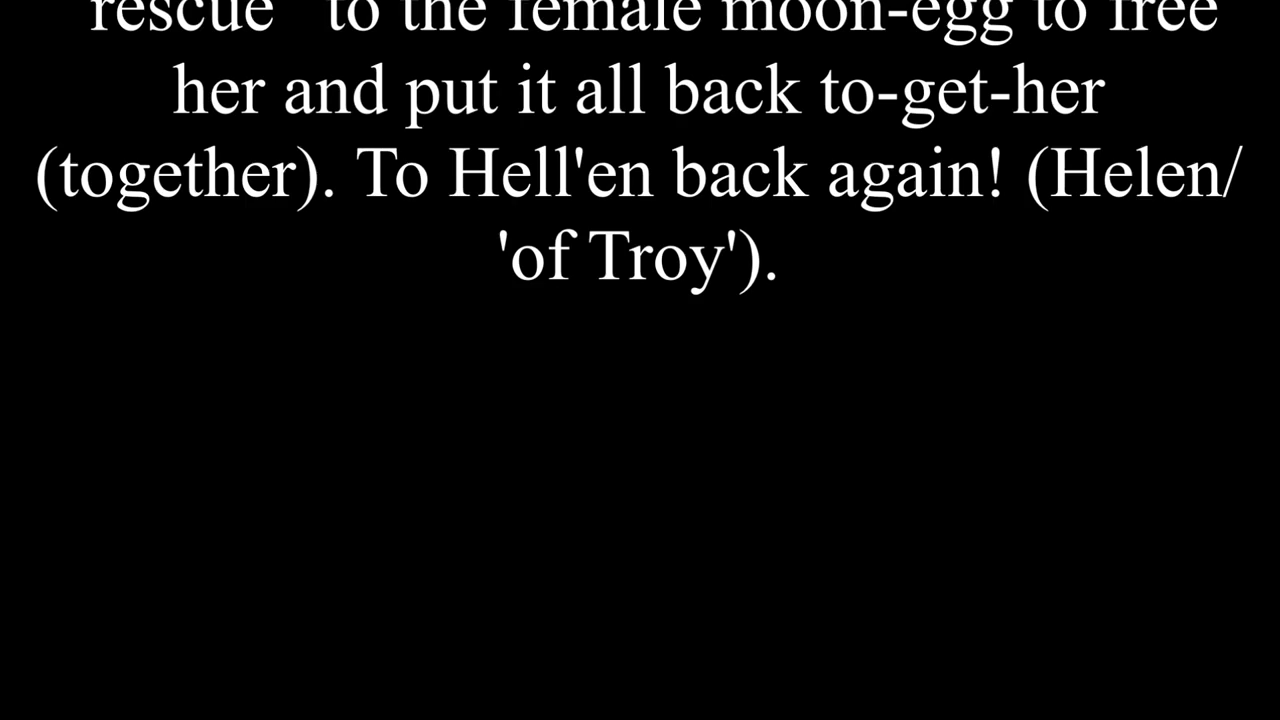 rescue to the female moon-egg to free
her and put it all back to-get-her
(together). To Hell'en back again! (Helen/
'of Troy').